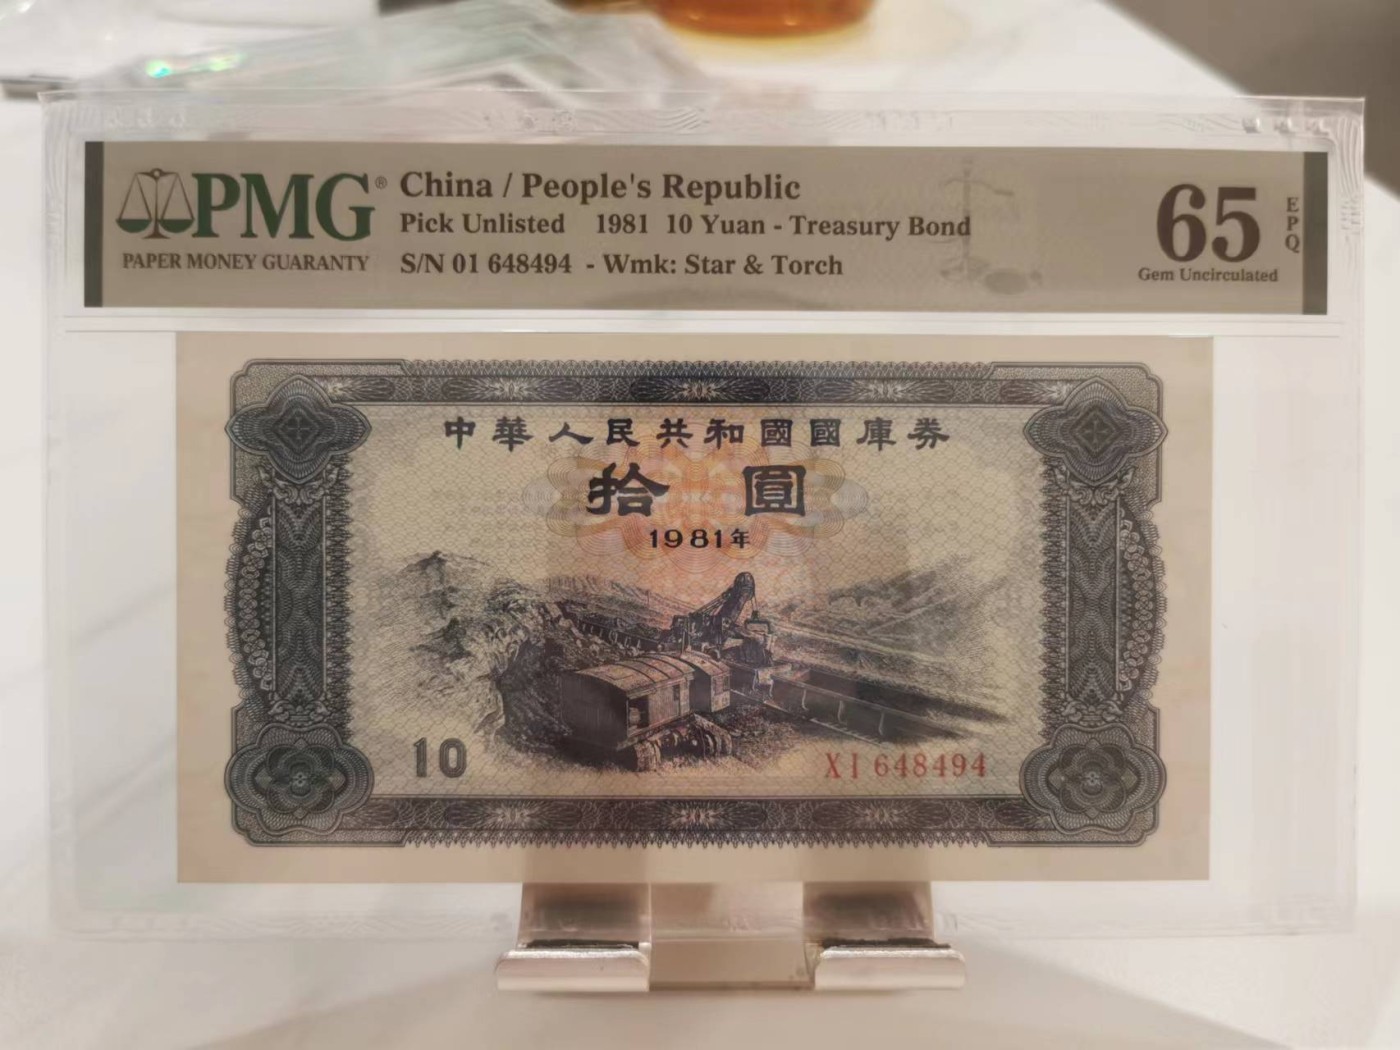 PMG®
PAPER MONEY GUARANTY
China / People's Republic
Pick Unlisted 1981 10 Yuan - Treasury Bond
S/N 01 648494 - Wmk: Star & Torch
65
EPQ
Gem Uncirculated
中華人民共和國國庫券
拾圓
1981年
10
XI 648494